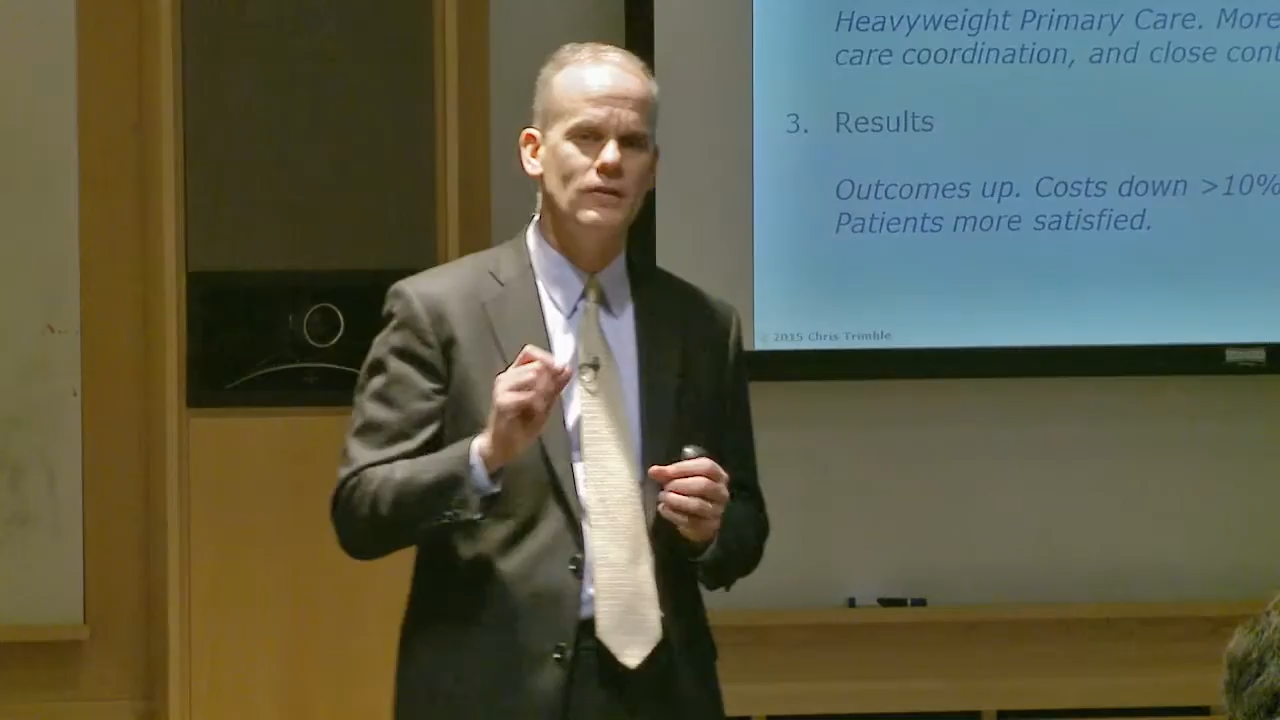 Heavyweight Primary Care. More
care coordination, and close cont
3. Results
Outcomes up. Costs down >10%
Patients more satisfied.
© 2015 Chris Trimble